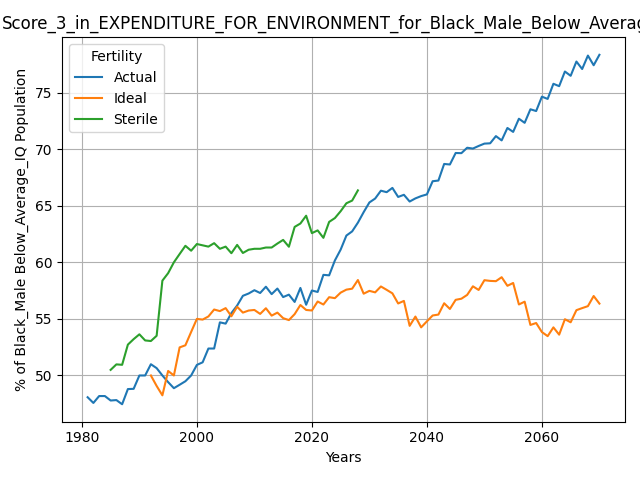 Score_3_in_EXPENDITURE_FOR_ENVIRONMENT_for_Black_Male_Below_Averag
Fertility
Actual
Ideal
Sterile
% of Black_Male Below_Average_IQ Population
75
70
65
60
55
50
1980
2000
2020
2040
2060
Years